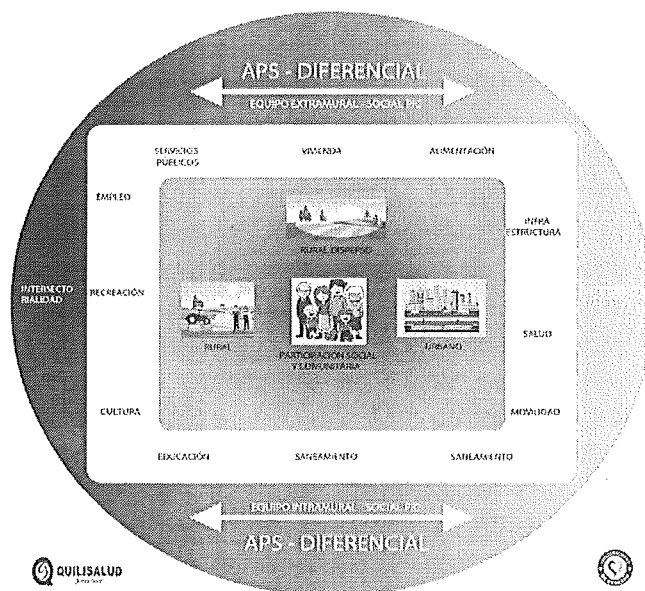 APS - DIFERENCIAL
EQUIPO EXTRAMURAL - SOCIAL PIC
SERVICIOS
PÚBLICOS
VIVIENDA
ALIMENTACIÓN
EMPLEO
INFRA
ESTRUCTURA
RURAL DISPERSO
INTERSECTO
RIALIDAD
RECREACIÓN
RURAL
PARTICIPACIÓN SOCIAL
Y COMUNITARIA
URBANO
SALUD
CULTURA
MOVILIDAD
EDUCACIÓN
SANEAMIENTO
SANEAMIENTO
EQUIPO INTRAMURAL - SOCIAL PIC
APS - DIFERENCIAL
QUILISALUD